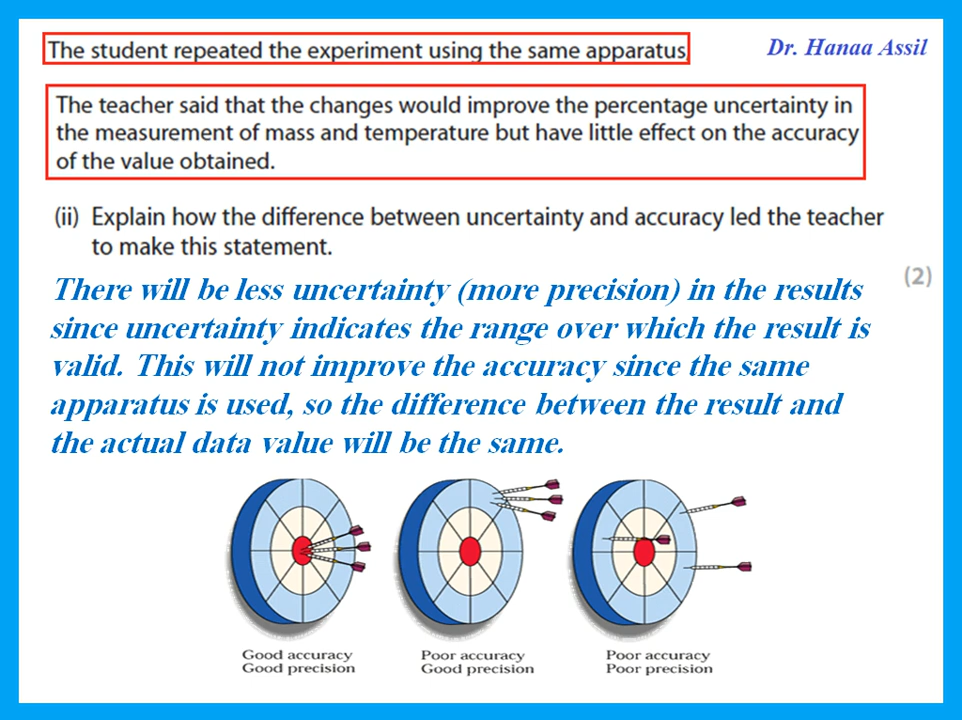 The student repeated the experiment using the same apparatus
Dr. Hanaa Assil
The teacher said that the changes would improve the percentage uncertainty in
the measurement of mass and temperature but have little effect on the accuracy
of the value obtained.
(ii) Explain how the difference between uncertainty and accuracy led the teacher
to make this statement.
(2)
There will be less uncertainty (more precision) in the results
since uncertainty indicates the range over which the result is
valid. This will not improve the accuracy since the same
apparatus is used, so the difference between the result and
the actual data value will be the same.
Good accuracy
Good precision
Poor accuracy
Good precision
Poor accuracy
Poor precision